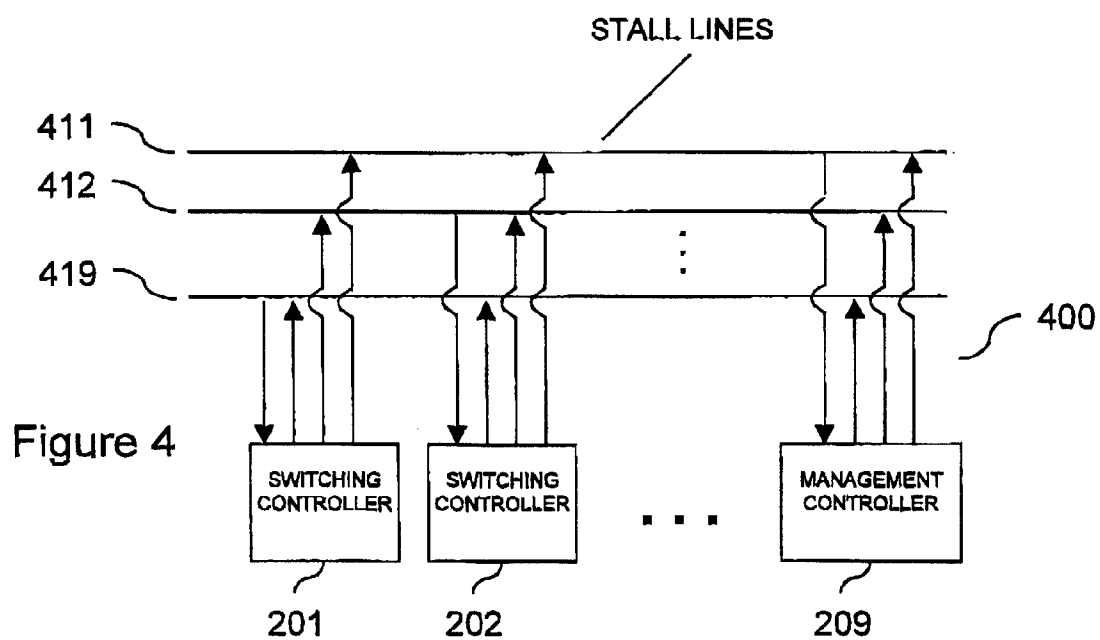 STALL LINES
411
412
419
400
Figure 4
SWITCHING
CONTROLLER
SWITCHING
CONTROLLER
MANAGEMENT
CONTROLLER
201
202
209